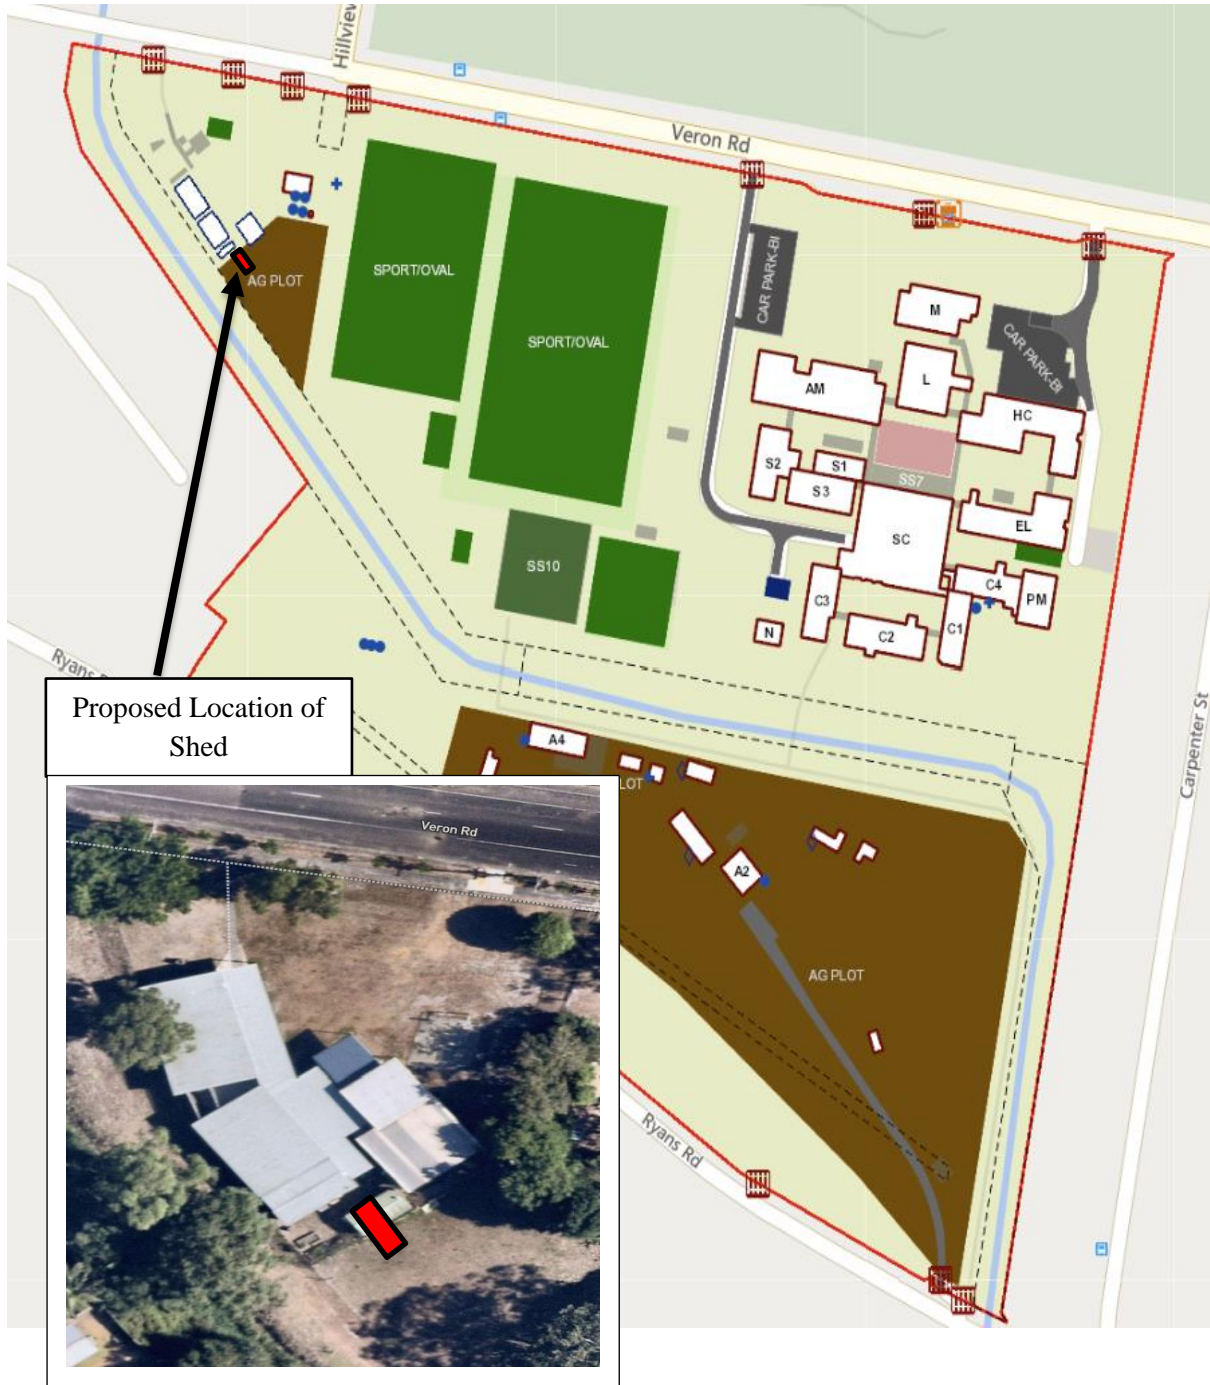 Hillview
Veron Rd
CAR PARK-BI
SPORT/OVAL
AG PLOT
M
SPORT/OVAL
CAR PARK-BI
L
AM
HC
S2
S1
SS7
S3
EL
SC
SS10
C4
C3
PM
N
C2
C1
Ryans
Proposed Location of
Shed
Carpenter St
A4
LOT
A2
Veron Rd
AG PLOT
Ryans Rd